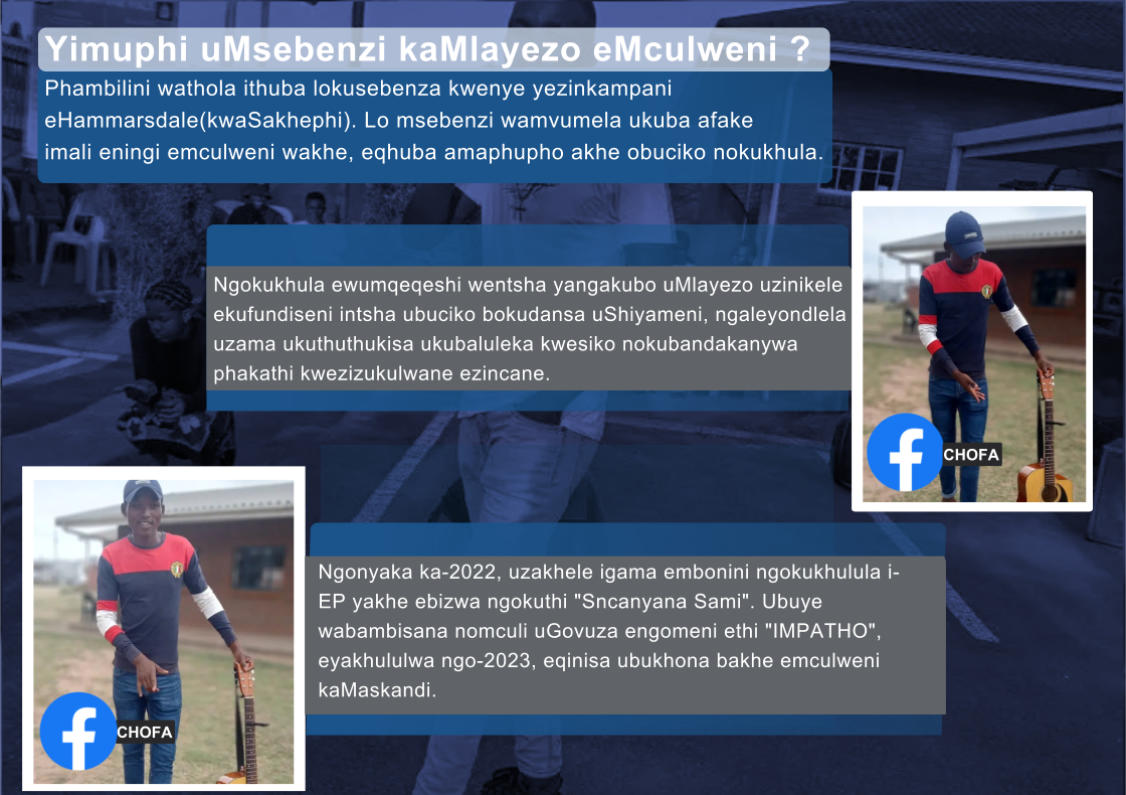 Yimuphi uMsebenzi kaMlayezo eMculweni ?
Phambilini wathola ithuba lokusebenza kwenye yezinkampani
eHammarsdale(kwaSakhephi). Lo msebenzi wamvumela ukuba afake
imali eningi emculweni wakhe, eqhuba amaphupho akhe obuciko nokukhula.
Ngokukhula ewumqeqeshi wentsha yangakubo uMlayezo uzinikele
ekufundiseni intsha ubuciko bokudansa uShiyameni, ngaleyondlela
uzama ukuthuthukisa ukubaluleka kwesiko nokubandakanywa
phakathi kwezizukulwane ezincane.
CHOFA
Ngonyaka ka-2022, uzakhele igama embonini ngokukhulula i-
EP yakhe ebizwa ngokuthi "Sncanyana Sami". Ubuye
wabambisana nomculi uGovuza engomeni ethi "IMPATHO",
eyakhululwa ngo-2023, eqinisa ubukhona bakhe emculweni
kaMaskandi.
CHOFA